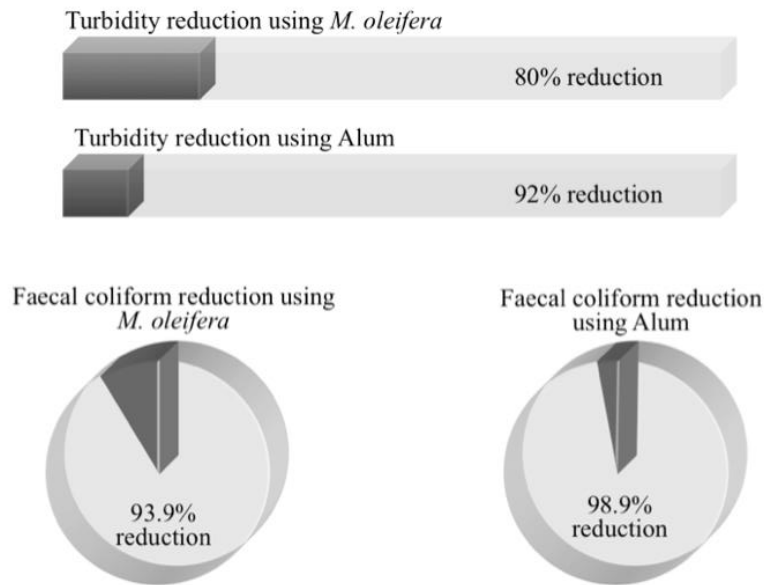 Turbidity reduction using M. oleifera
80% reduction
Turbidity reduction using Alum
92% reduction
Faecal coliform reduction using
M. oleifera
93.9%
reduction
Faecal coliform reduction
using Alum
98.9%
reduction